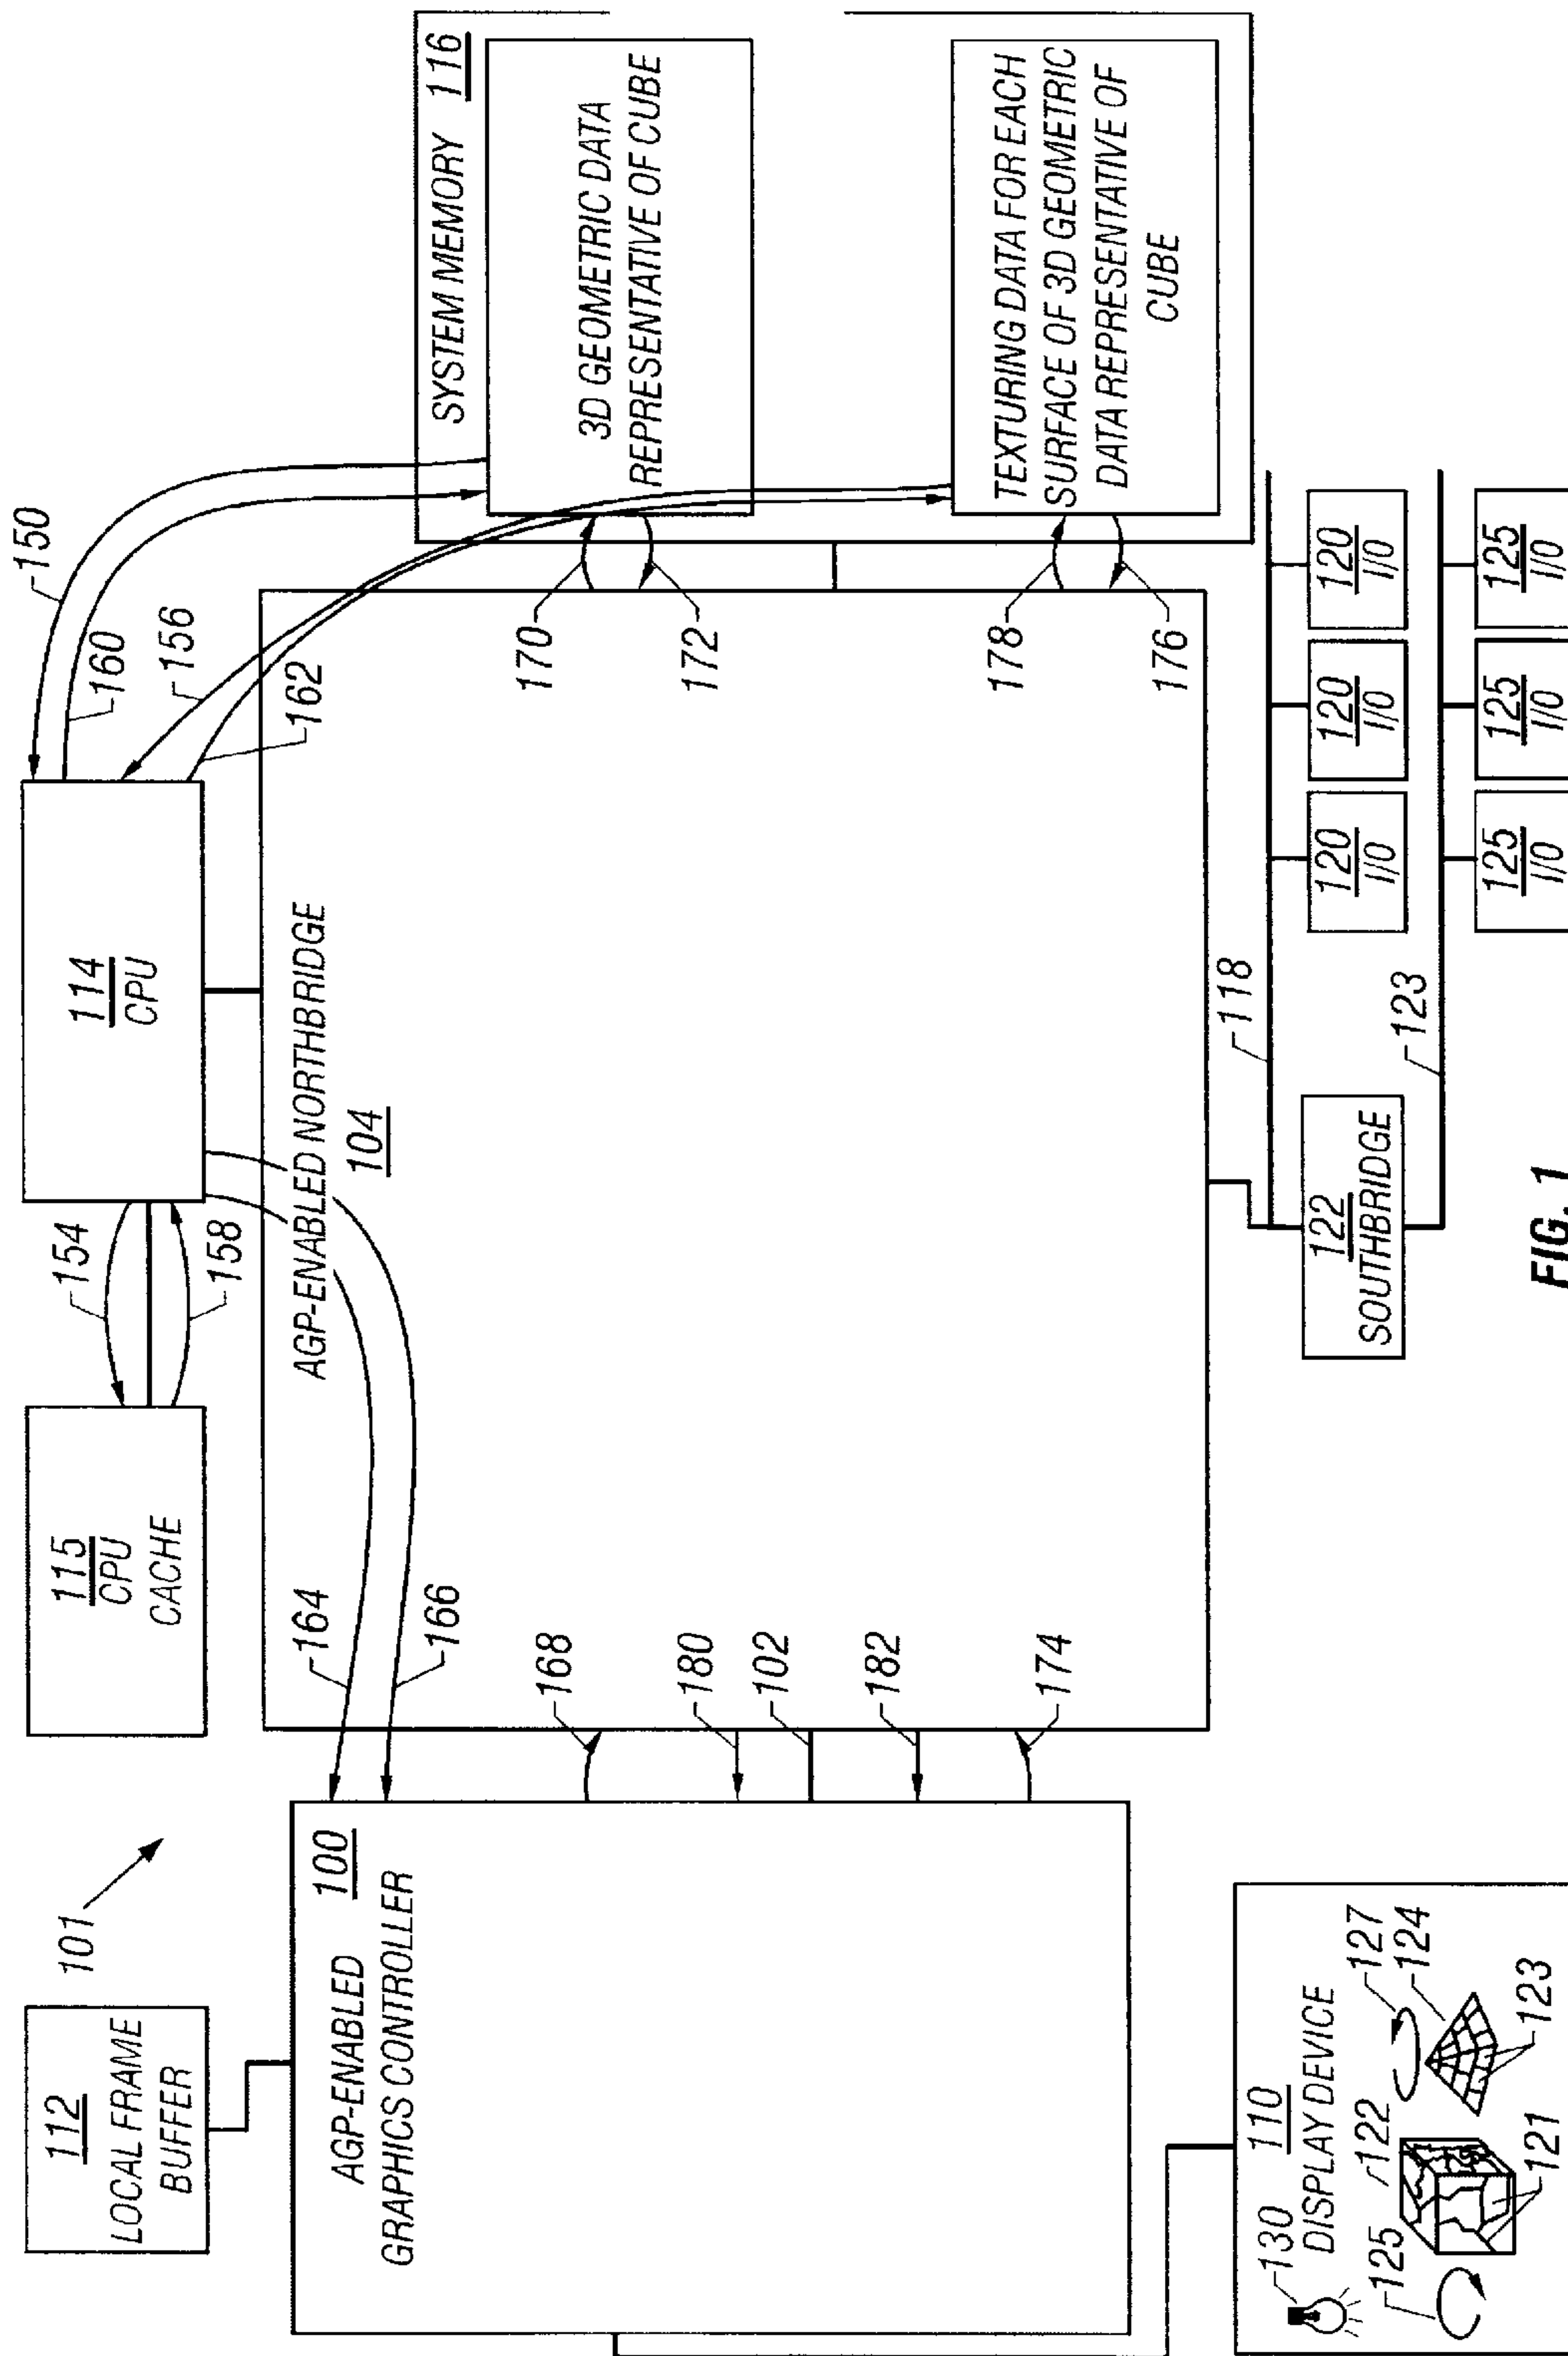 101
112
LOCAL FRAME
BUFFER
115
CPU
CACHE
154
158
114
CPU
150
160
156
162
100
AGP-ENABLED
GRAPHICS CONTROLLER
164
166
168
180
102
182
174
AGP-ENABLED NORTHBRIDGE
104
170
172
178
176
SYSTEM MEMORY 116
3D GEOMETRIC DATA
REPRESENTATIVE OF CUBE
TEXTURING DATA FOR EACH
SURFACE OF 3D GEOMETRIC
DATA REPRESENTATIVE OF
CUBE
130
110
DISPLAY DEVICE
125
122
127
124
121
123
122
SOUTHBRIDGE
118
120
I/O
120
I/O
120
I/O
123
125
I/O
125
I/O
125
I/O
FIG. 1